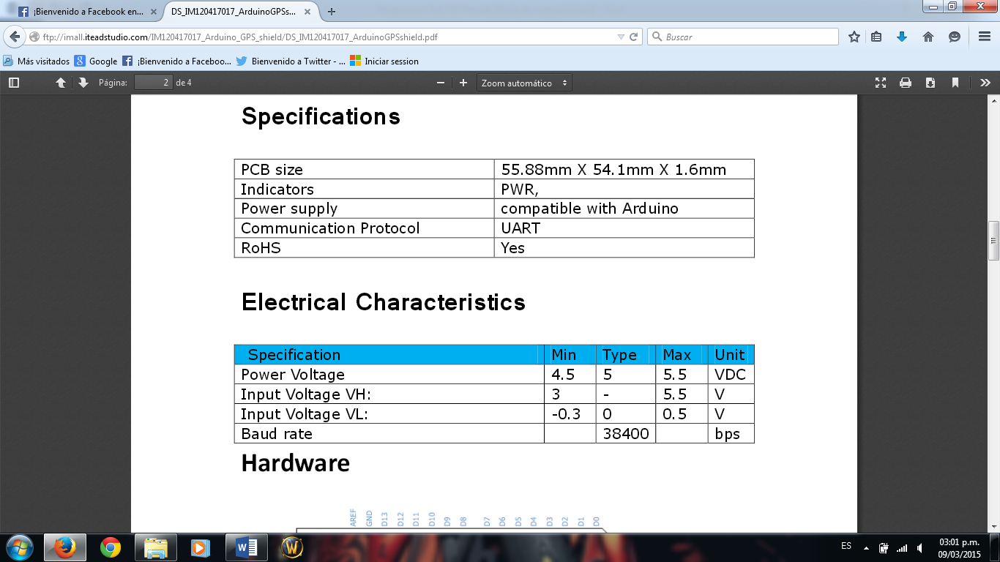 ¡Bienvenido a Facebook en...
DS_IM120417017_ArduinoGPSs...
ftp://imall.iteadstudio.com/IM120417017_Arduino_GPS_shield/DS_IM120417017_ArduinoGPSshield.pdf
Buscar
Más visitados Google ¡Bienvenido a Faceboo... Bienvenido a Twitter - ... Iniciar session
Página: 2 de 4 Zoom automático
Specifications
PCB size 55.88mm X 54.1mm X 1.6mm
Indicators PWR,
Power supply compatible with Arduino
Communication Protocol UART
RoHS Yes
Electrical Characteristics
Specification Min Type Max Unit
Power Voltage 4.5 5 5.5 VDC
Input Voltage VH: 3 - 5.5 V
Input Voltage VL: -0.3 0 0.5 V
Baud rate 38400 bps
Hardware
AREF GND D13 D12 D11 D10 D9 D8 D7 D6 D5 D4 D3 D2 D1 D0
ES 03:01 p.m.
09/03/2015